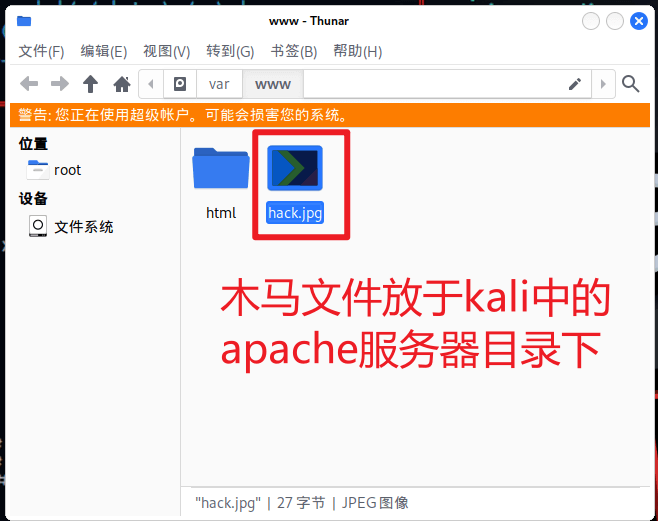 www - Thunar
文件(F) 编辑(E) 视图(V) 转到(G) 书签(B) 帮助(H)
var www
警告: 您正在使用超级帐户。可能会损害您的系统。
位置
root
设备
文件系统
html
hack.jpg
木马文件放于kali中的
apache服务器目录下
"hack.jpg" | 27 字节 | JPEG 图像